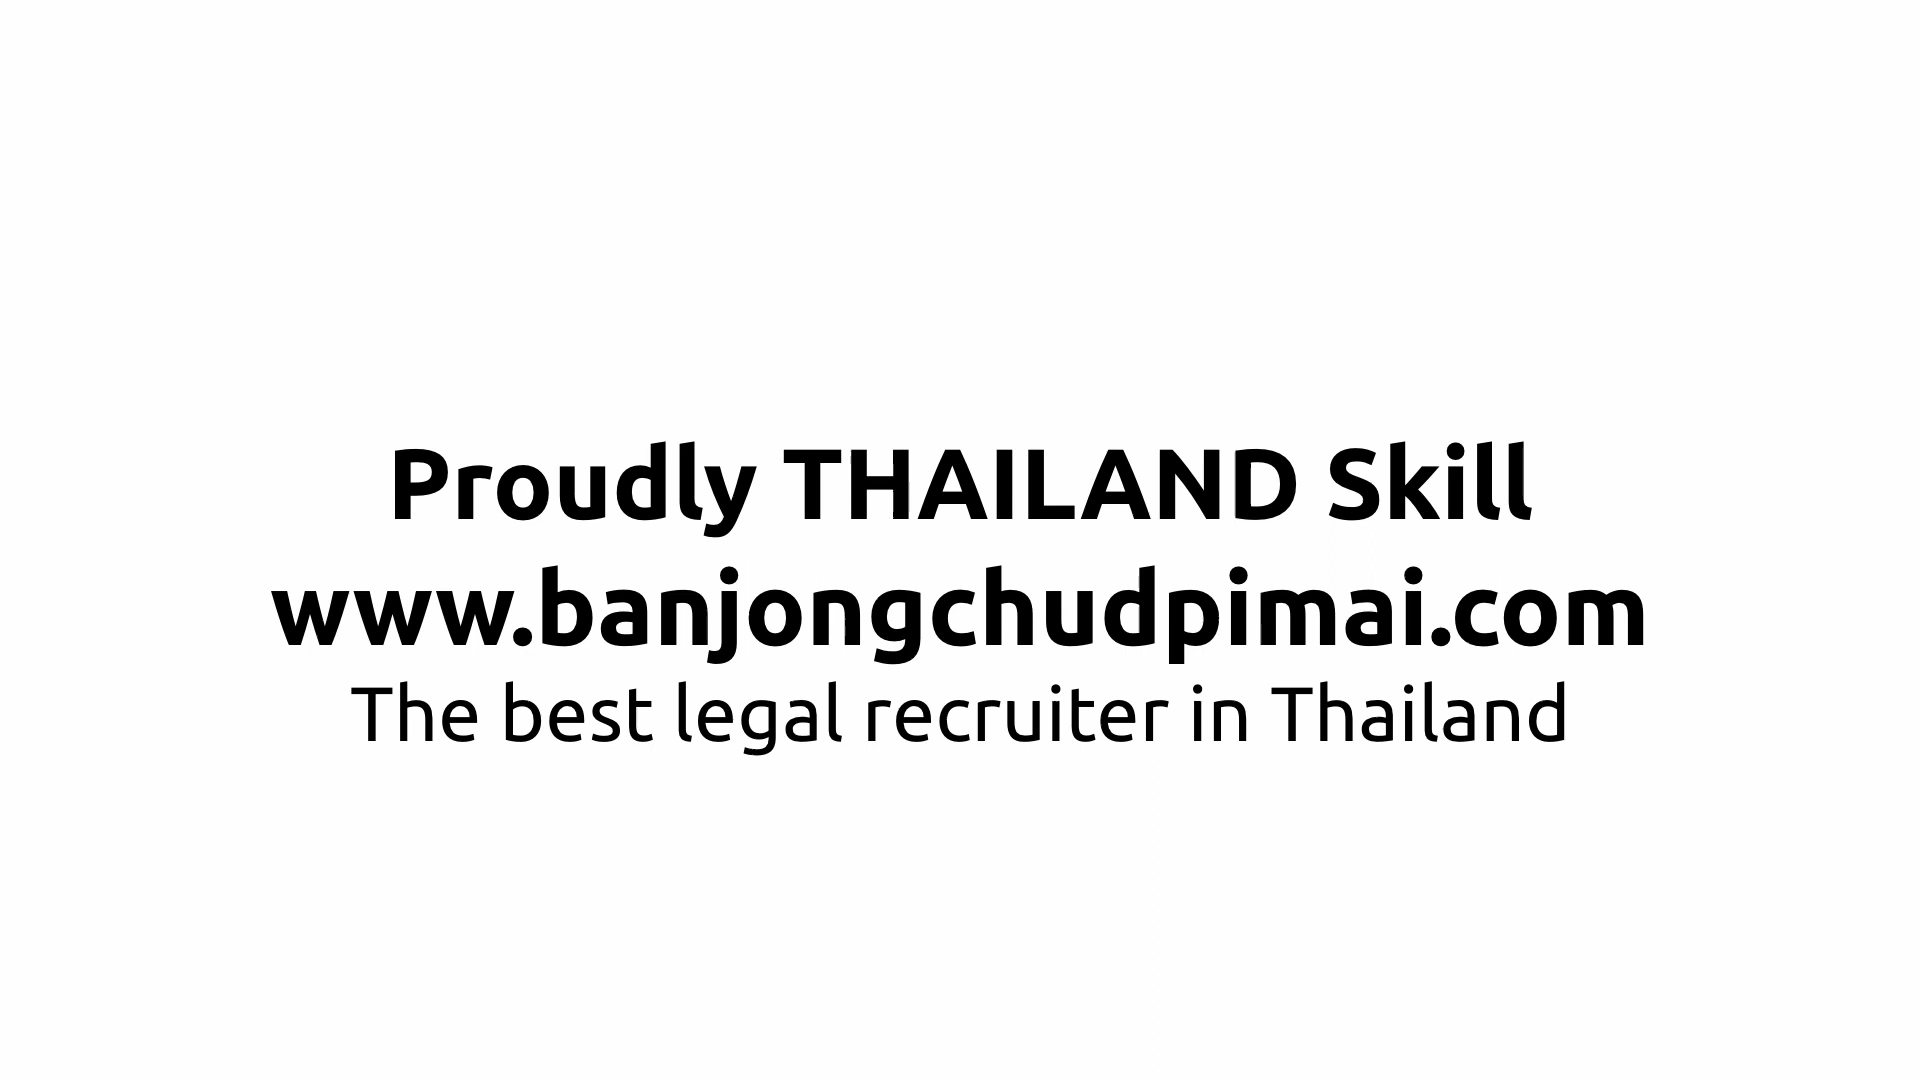 Proudly THAILAND Skill
www.banjongchudpimai.com
The best legal recruiter in Thailand